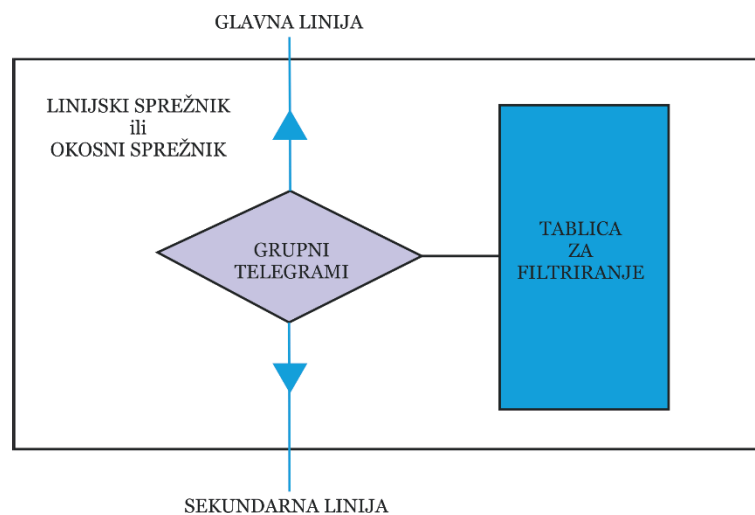 GLAVNA LINIJA
LINIJSKI SPREŽNIK
ili
OKOSNI SPREŽNIK
GRUPNI
TELEGRAMI
TABLICA
ZA
FILTRIRANJE
SEKUNDARNA LINIJA